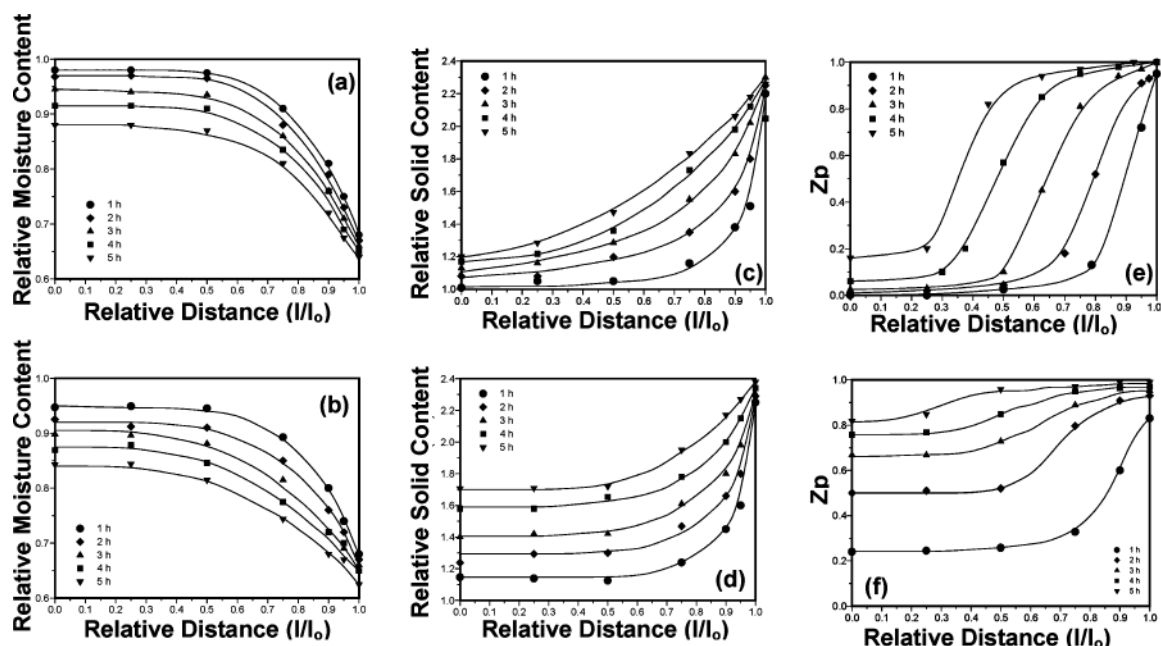 Relative Moisture Content
1.0
0.9
0.8
0.7
0.6
(a)
1 h
2 h
3 h
4 h
5 h
0.0 0.1 0.2 0.3 0.4 0.5 0.6 0.7 0.8 0.9 1.0
Relative Distance (l/lo)
Relative Solid Content
2.4
2.2
2.0
1.8
1.6
1.4
1.2
1.0
1 h
2 h
3 h
4 h
5 h
(c)
0.0 0.1 0.2 0.3 0.4 0.5 0.6 0.7 0.8 0.9 1.0
Relative Distance (l/lo)
Zp
1.0
0.8
0.6
0.4
0.2
0.0
1 h
2 h
3 h
4 h
5 h
(e)
0.0 0.1 0.2 0.3 0.4 0.5 0.6 0.7 0.8 0.9 1.0
Relative Distance (l/lo)
Relative Moisture Content
1.0
0.9
0.8
0.7
0.6
(b)
1 h
2 h
3 h
4 h
5 h
0.0 0.1 0.2 0.3 0.4 0.5 0.6 0.7 0.8 0.9 1.0
Relative Distance (l/lo)
Relative Solid Content
2.4
2.2
2.0
1.8
1.6
1.4
1.2
1.0
1 h
2 h
3 h
4 h
5 h
(d)
0.0 0.1 0.2 0.3 0.4 0.5 0.6 0.7 0.8 0.9 1.0
Relative Distance (l/lo)
Zp
1.0
0.8
0.6
0.4
0.2
0.0
1 h
2 h
3 h
4 h
5 h
(f)
0.0 0.1 0.2 0.3 0.4 0.5 0.6 0.7 0.8 0.9 1.0
Relative Distance (l/lo)